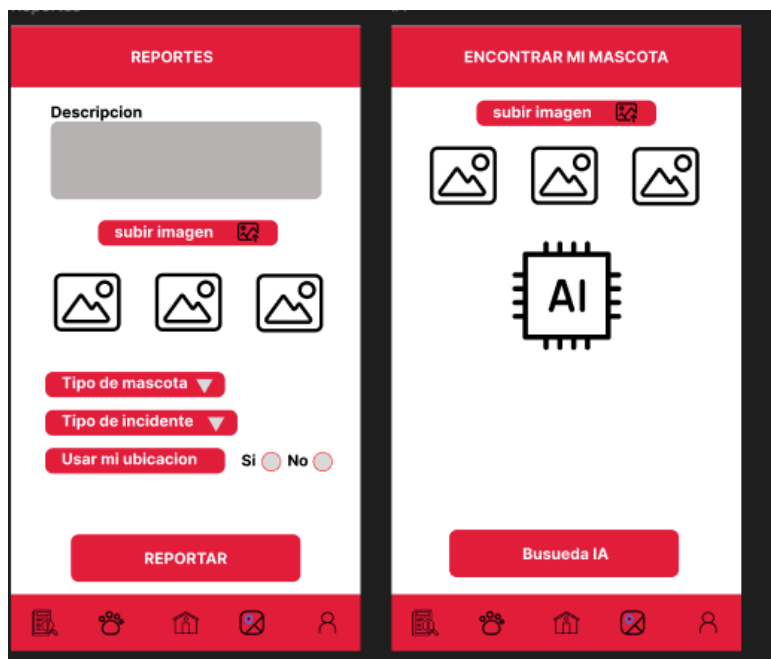 REPORTES
Descripcion
subir imagen
Tipo de mascota
Tipo de incidente
Usar mi ubicacion Si No
REPORTAR
ENCONTRAR MI MASCOTA
subir imagen
AI
Busueda IA